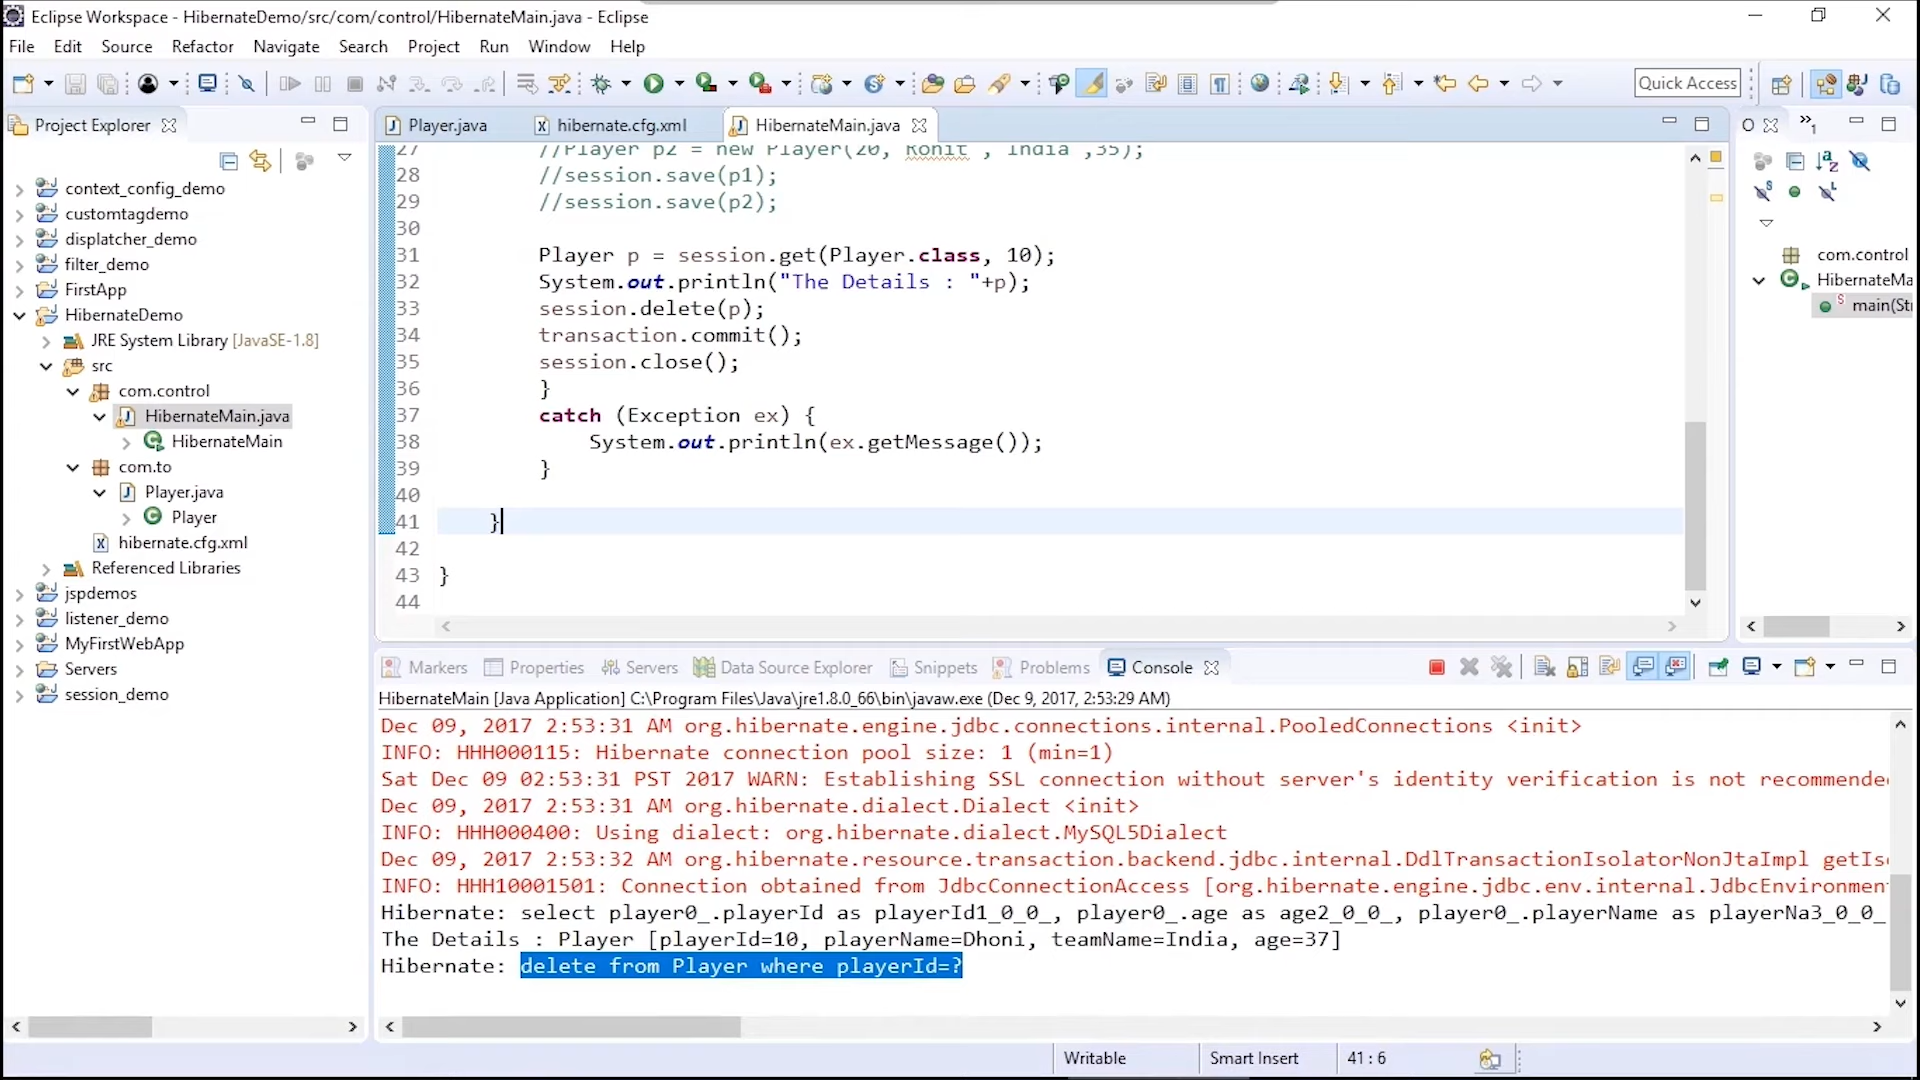 Eclipse Workspace - HibernateDemo/src/com/control/HibernateMain.java - Eclipse
File Edit Source Refactor Navigate Search Project Run Window Help
Quick Access
Project Explorer
context_config_demo
customtagdemo
displatcher_demo
filter_demo
FirstApp
HibernateDemo
JRE System Library [JavaSE-1.8]
src
com.control
HibernateMain.java
HibernateMain
com.to
Player.java
Player
hibernate.cfg.xml
Referenced Libraries
jspdemos
listener_demo
MyFirstWebApp
Servers
session_demo
Player.java hibernate.cfg.xml HibernateMain.java
27 //Player p2 = new Player(20, Rohit , India ,35);
28 //session.save(p1);
29 //session.save(p2);
30
31 Player p = session.get(Player.class, 10);
32 System.out.println("The Details : "+p);
33 session.delete(p);
34 transaction.commit();
35 session.close();
36 }
37 catch (Exception ex) {
38 System.out.println(ex.getMessage());
39 }
40
41 }
42
43 }
44
com.control
HibernateMa
main(Str
Markers Properties Servers Data Source Explorer Snippets Problems Console
HibernateMain [Java Application] C:\Program Files\Java\jre1.8.0_66\bin\javaw.exe (Dec 9, 2017, 2:53:29 AM)
Dec 09, 2017 2:53:31 AM org.hibernate.engine.jdbc.connections.internal.PooledConnections <init>
INFO: HHH000115: Hibernate connection pool size: 1 (min=1)
Sat Dec 09 02:53:31 PST 2017 WARN: Establishing SSL connection without server's identity verification is not recommende
Dec 09, 2017 2:53:31 AM org.hibernate.dialect.Dialect <init>
INFO: HHH000400: Using dialect: org.hibernate.dialect.MySQL5Dialect
Dec 09, 2017 2:53:32 AM org.hibernate.resource.transaction.backend.jdbc.internal.DdlTransactionIsolatorNonJtaImpl getIs
INFO: HHH10001501: Connection obtained from JdbcConnectionAccess [org.hibernate.engine.jdbc.env.internal.JdbcEnvironmen
Hibernate: select player0_.playerId as playerId1_0_0_, player0_.age as age2_0_0_, player0_.playerName as playerNa3_0_0_
The Details : Player [playerId=10, playerName=Dhoni, teamName=India, age=37]
Hibernate: delete from Player where playerId=?
Writable Smart Insert 41 : 6